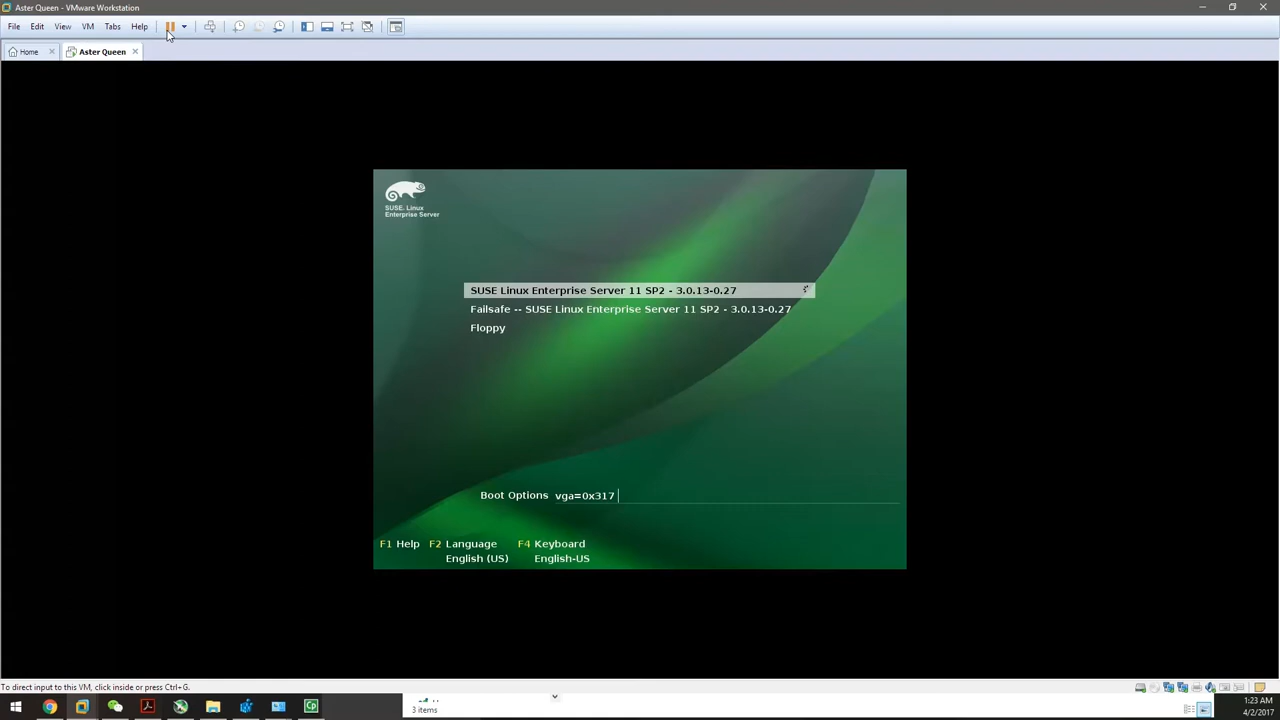 Aster Queen - VMware Workstation
File Edit View VM Tabs Help
Home Aster Queen
SUSE. Linux
Enterprise Server
SUSE Linux Enterprise Server 11 SP2 - 3.0.13-0.27
Failsafe -- SUSE Linux Enterprise Server 11 SP2 - 3.0.13-0.27
Floppy
Boot Options vga=0x317
F1 Help F2 Language F4 Keyboard
English (US) English-US
To direct input to this VM, click inside or press Ctrl+G.
3 items
1:23 AM
4/2/2017